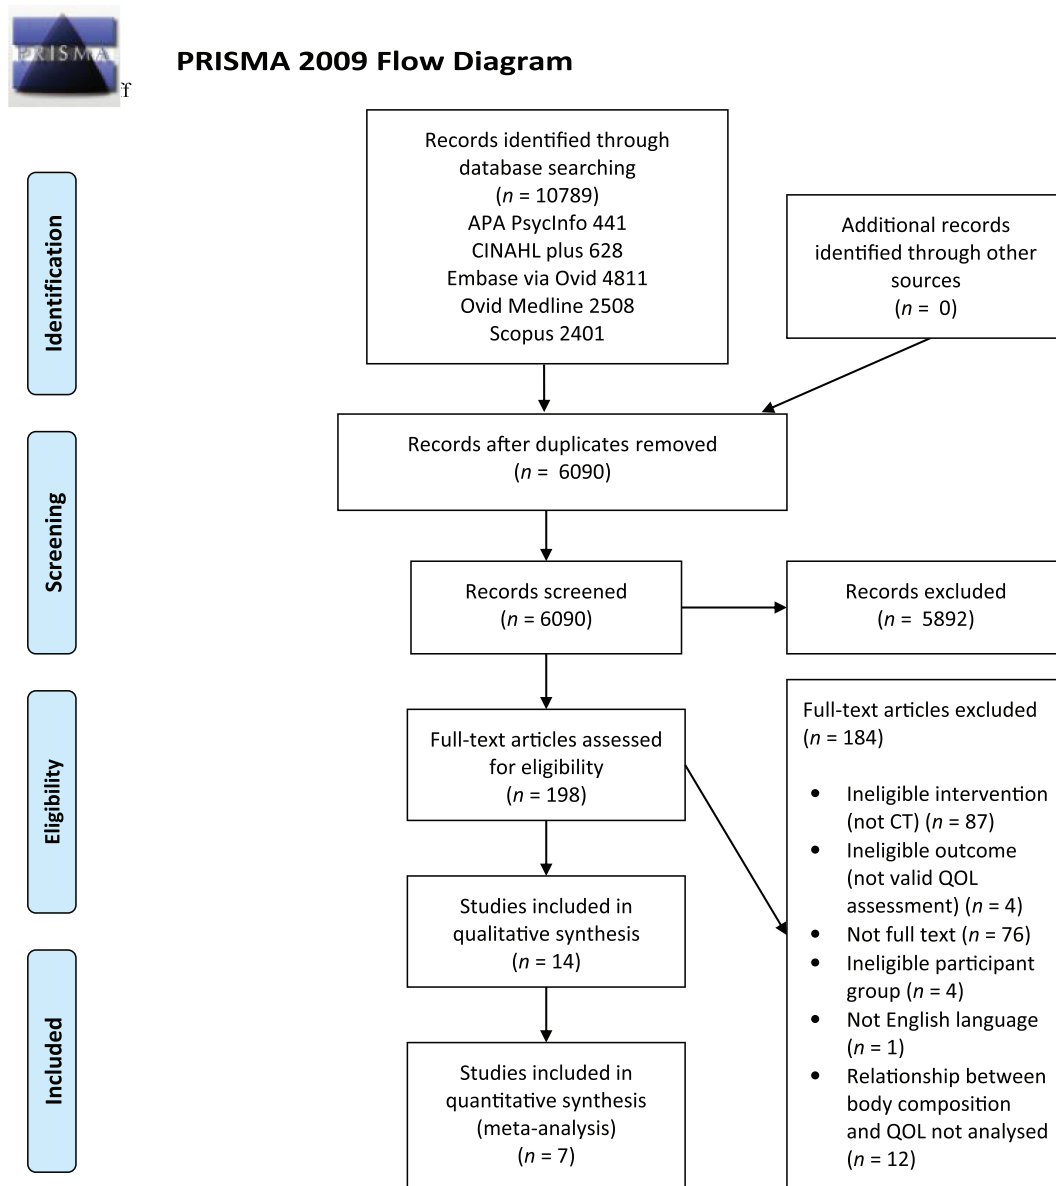 PRISMA
ff
PRISMA 2009 Flow Diagram
Identification
Records identified through
database searching
(n = 10789)
APA PsycInfo 441
CINAHL plus 628
Embase via Ovid 4811
Ovid Medline 2508
Scopus 2401
Additional records
identified through other
sources
(n = 0)
Screening
Records after duplicates removed
(n = 6090)
Records screened
(n = 6090)
Records excluded
(n = 5892)
Eligibility
Full-text articles assessed
for eligibility
(n = 198)
Full-text articles excluded
(n = 184)
• Ineligible intervention
(not CT) (n = 87)
• Ineligible outcome
(not valid QOL
assessment) (n = 4)
• Not full text (n = 76)
• Ineligible participant
group (n = 4)
• Not English language
(n = 1)
• Relationship between
body composition
and QOL not analysed
(n = 12)
Studies included in
qualitative synthesis
(n = 14)
Included
Studies included in
quantitative synthesis
(meta-analysis)
(n = 7)